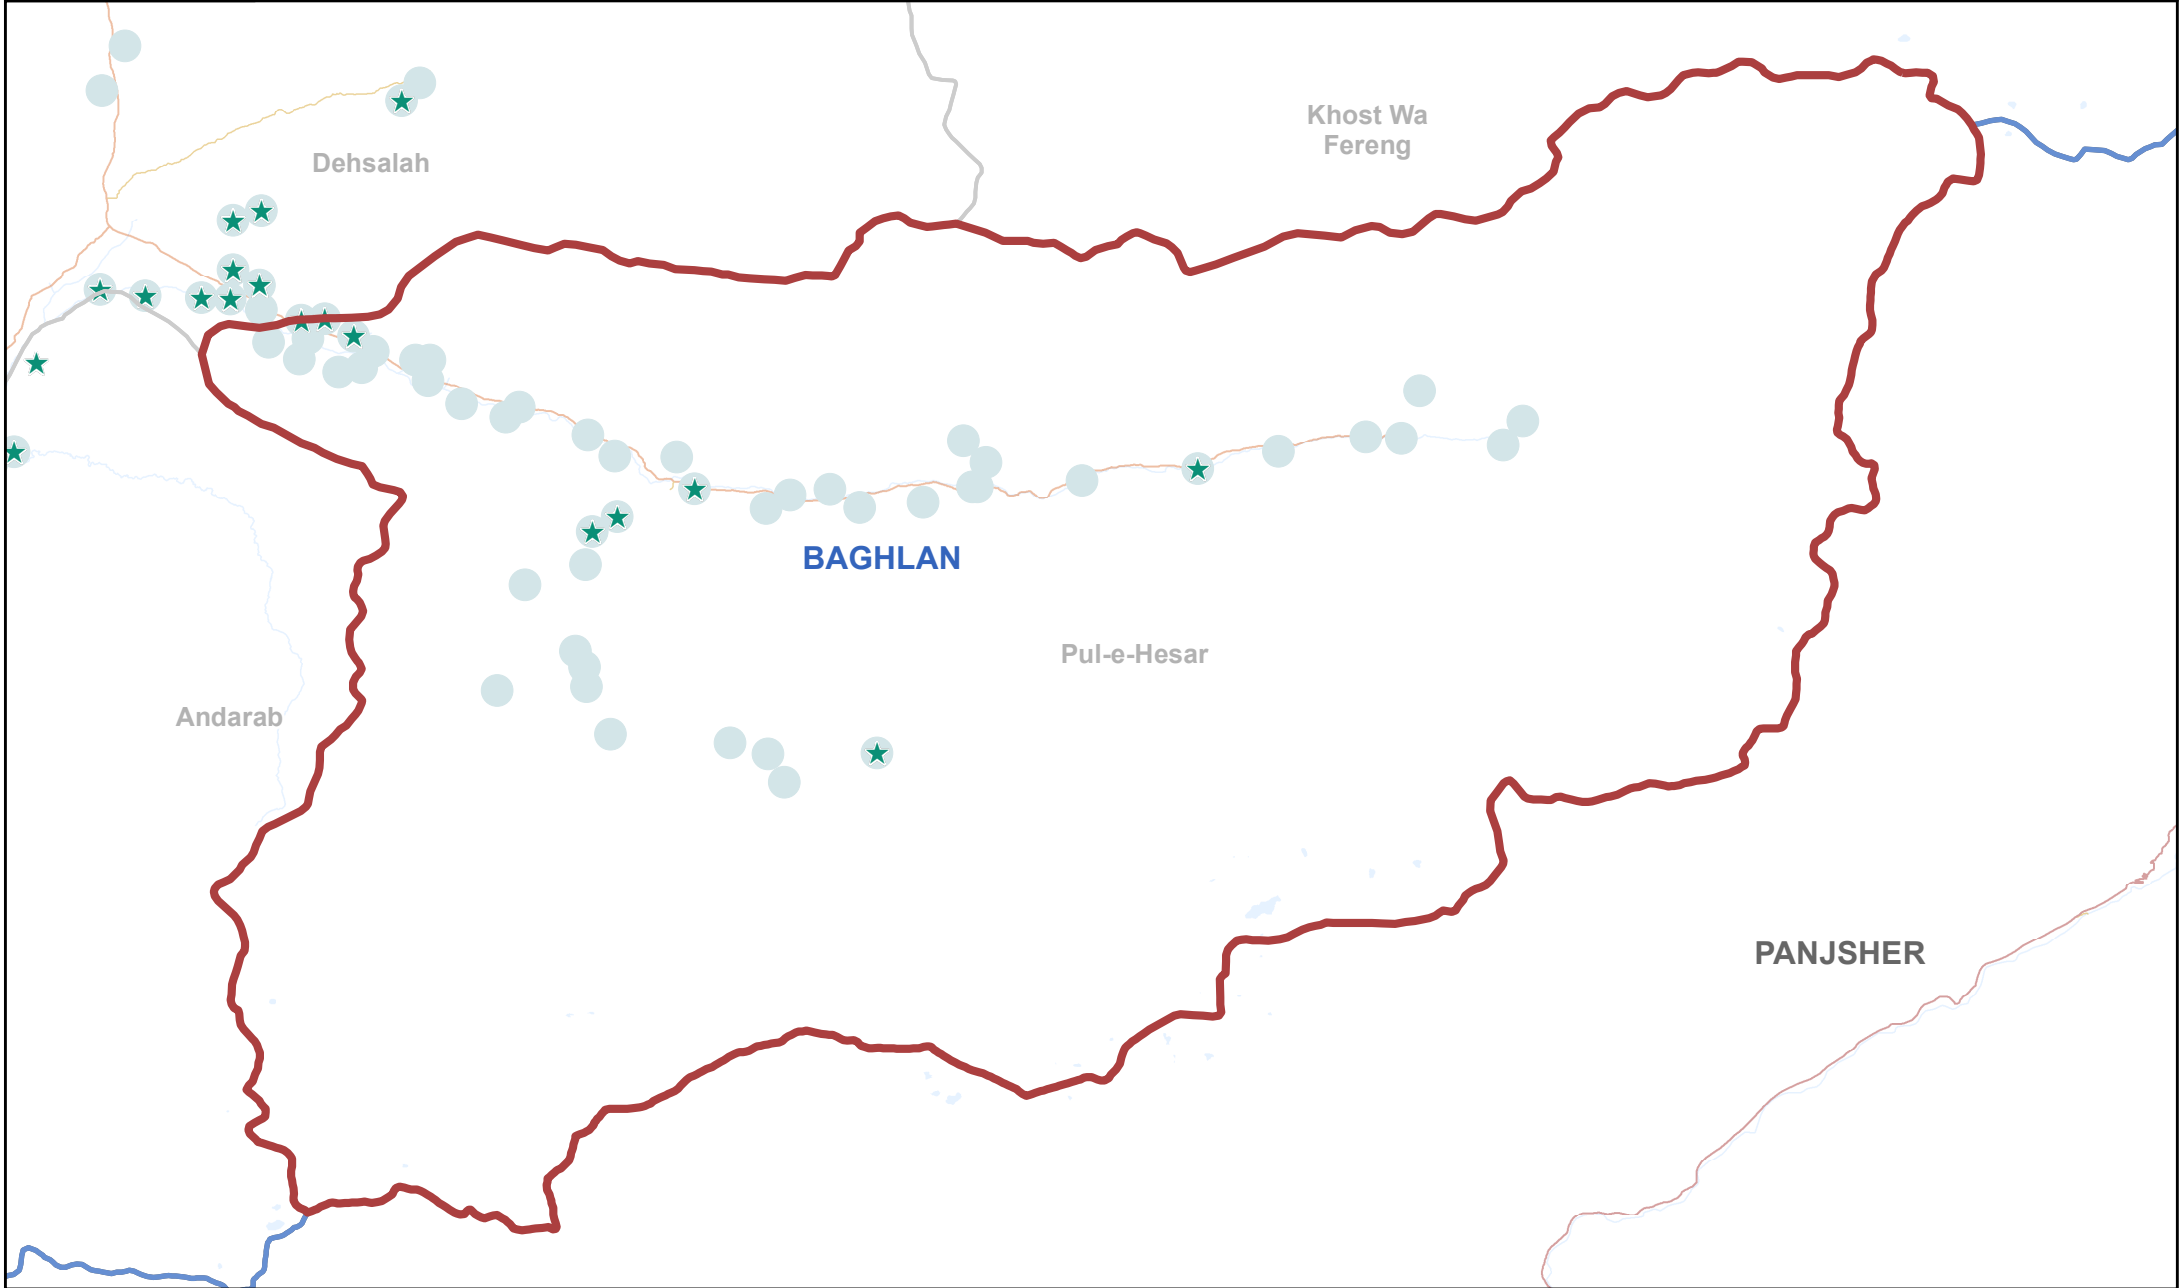 Khost Wa
Fereng
Dehsalah
BAGHLAN
Pul-e-Hesar
Andarab
PANJSHER